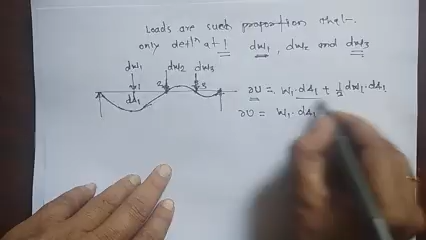 Loads are such proportion that
only deflⁿ at 1 dw₁, dw₂ and dw₃
dw₁ dw₂ dw₃
1 2 3
dΔ₁
∂U = W₁·dΔ₁ + ½ dW₁·dΔ₁
∂U = W₁·dΔ₁